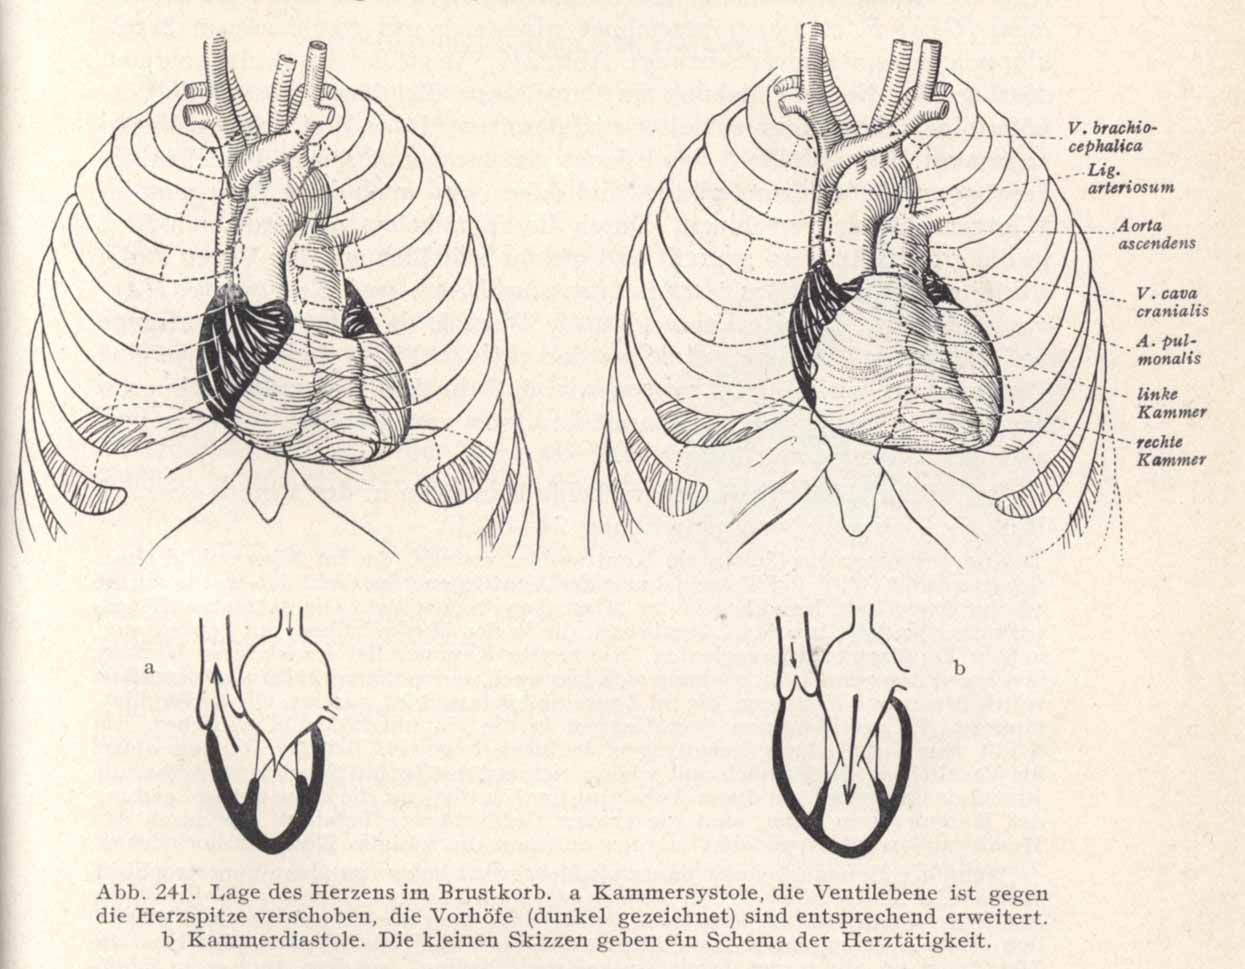 V. brachio-
cephalica
Lig.
arteriosum
Aorta
ascendens
V. cava
cranialis
A. pul-
monalis
linke
Kammer
rechte
Kammer
a
b
Abb. 241. Lage des Herzens im Brustkorb. a Kammersystole, die Ventilebene ist gegen
die Herzspitze verschoben, die Vorhöfe (dunkel gezeichnet) sind entsprechend erweitert.
b Kammerdiastole. Die kleinen Skizzen geben ein Schema der Herztätigkeit.